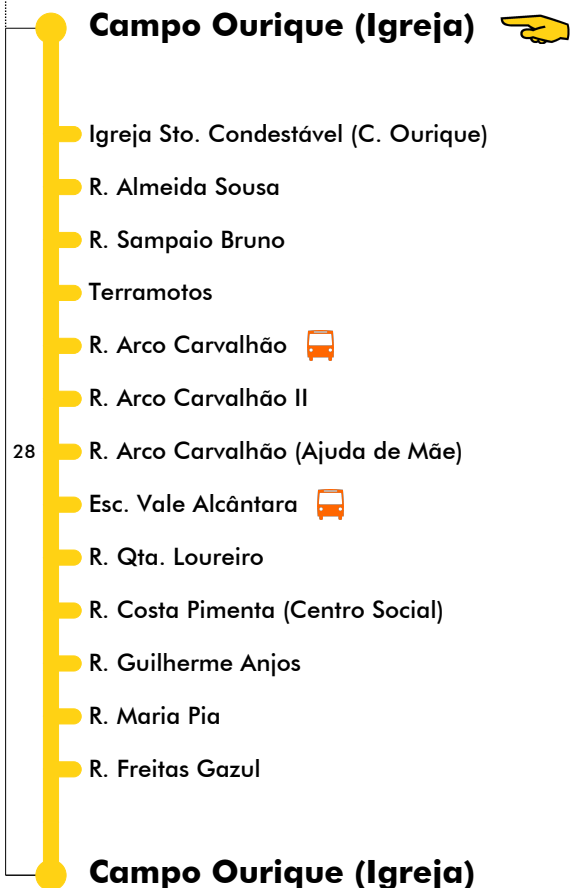 Campo Ourique (Igreja)
Igreja Sto. Condestável (C. Ourique)
R. Almeida Sousa
R. Sampaio Bruno
Terramotos
R. Arco Carvalhão
R. Arco Carvalhão II
28
R. Arco Carvalhão (Ajuda de Mãe)
Esc. Vale Alcântara
R. Qta. Loureiro
R. Costa Pimenta (Centro Social)
R. Guilherme Anjos
R. Maria Pia
R. Freitas Gazul
Campo Ourique (Igreja)